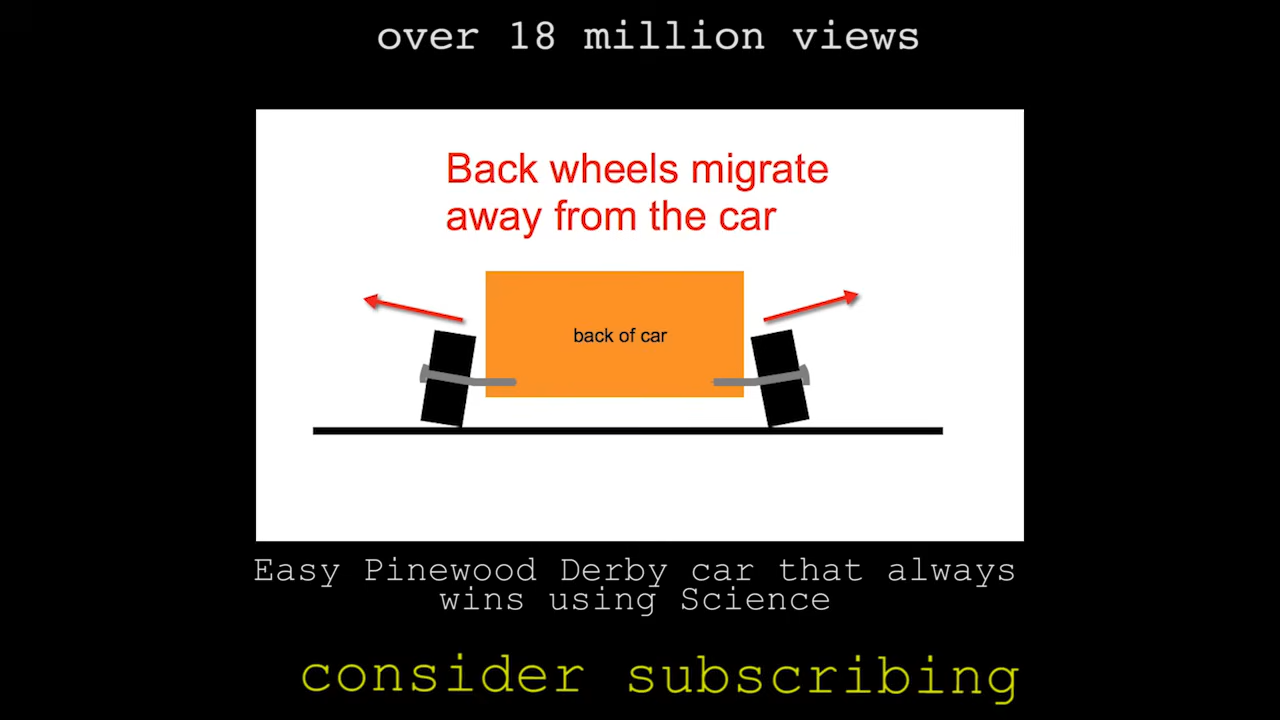 over 18 million views
Back wheels migrate
away from the car
back of car
Easy Pinewood Derby car that always
wins using Science
consider subscribing